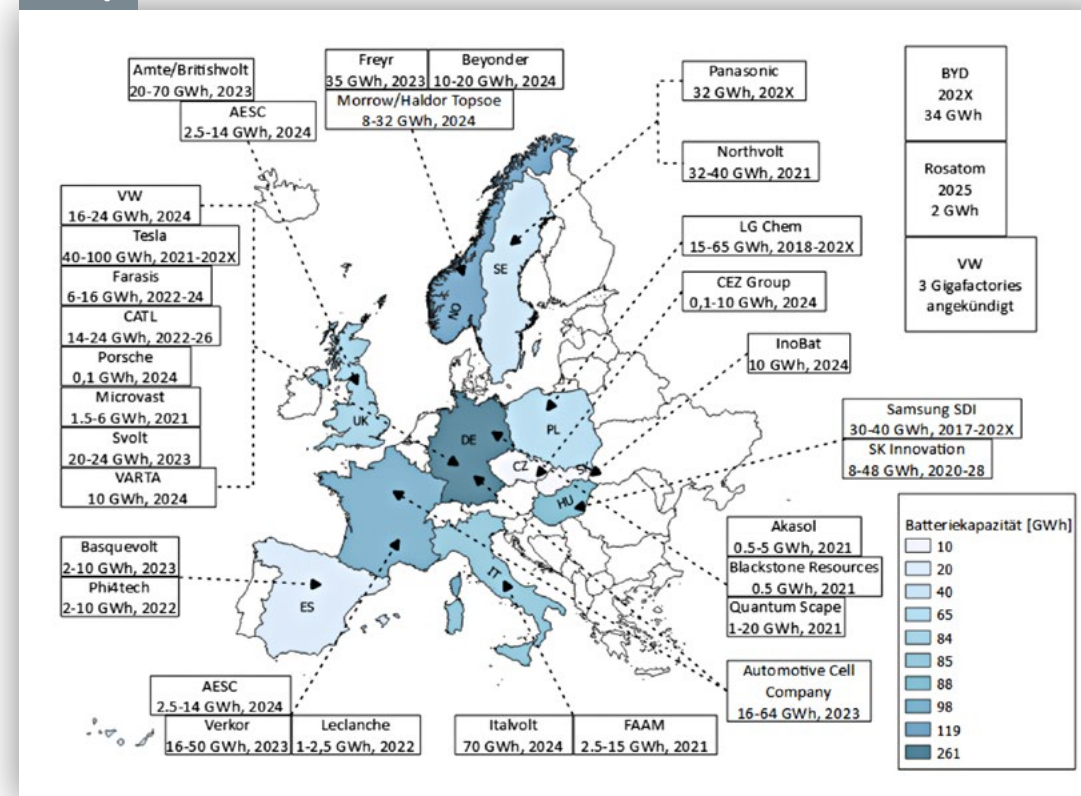 Amte/Britishvolt
20-70 GWh, 2023
AESC
2.5-14 GWh, 2024
Freyr
35 GWh, 2023
Beyonder
10-20 GWh, 2024
Morrow/Haldor Topsoe
8-32 GWh, 2024
Panasonic
32 GWh, 202X
Northvolt
32-40 GWh, 2021
BYD
202X
34 GWh
Rosatom
2025
2 GWh
VW
3 Gigafactories
angekündigt
VW
16-24 GWh, 2024
Tesla
40-100 GWh, 2021-202X
Farasis
6-16 GWh, 2022-24
CATL
14-24 GWh, 2022-26
Porsche
0,1 GWh, 2024
Microvast
1.5-6 GWh, 2021
Svolt
20-24 GWh, 2023
VARTA
10 GWh, 2024
LG Chem
15-65 GWh, 2018-202X
CEZ Group
0,1-10 GWh, 2024
InoBat
10 GWh, 2024
Samsung SDI
30-40 GWh, 2017-202X
SK Innovation
8-48 GWh, 2020-28
NO
SE
UK
DE
PL
CZ
SK
HU
IT
ES
Basquevolt
2-10 GWh, 2023
Phi4tech
2-10 GWh, 2022
Akasol
0.5-5 GWh, 2021
Blackstone Resources
0.5 GWh, 2021
Quantum Scape
1-20 GWh, 2021
Automotive Cell
Company
16-64 GWh, 2023
AESC
2.5-14 GWh, 2024
Verkor
16-50 GWh, 2023
Leclanche
1-2,5 GWh, 2022
Italvolt
70 GWh, 2024
FAAM
2.5-15 GWh, 2021
Batteriekapazität [GWh]
10
20
40
65
84
85
88
98
119
261